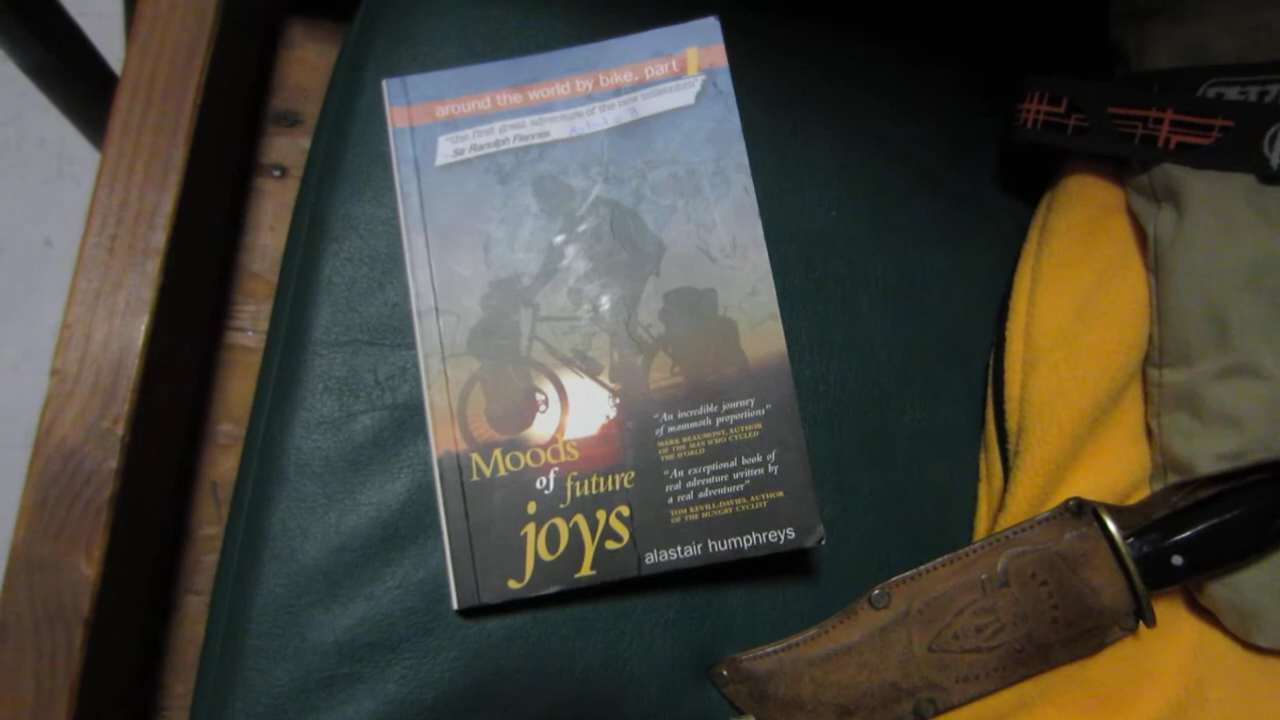 around the world by bike, part 1
"the first great adventure of the new millennium"
- Sir Ranulph Fiennes
Moods
of future
joys
"An incredible journey
of mammoth proportions"
MARK BEAUMONT, AUTHOR
OF THE MAN WHO CYCLED
THE WORLD
"An exceptional book of
real adventure written by
a real adventurer"
TOM KEVILL-DAVIES, AUTHOR
OF THE HUNGRY CYCLIST
alastair humphreys